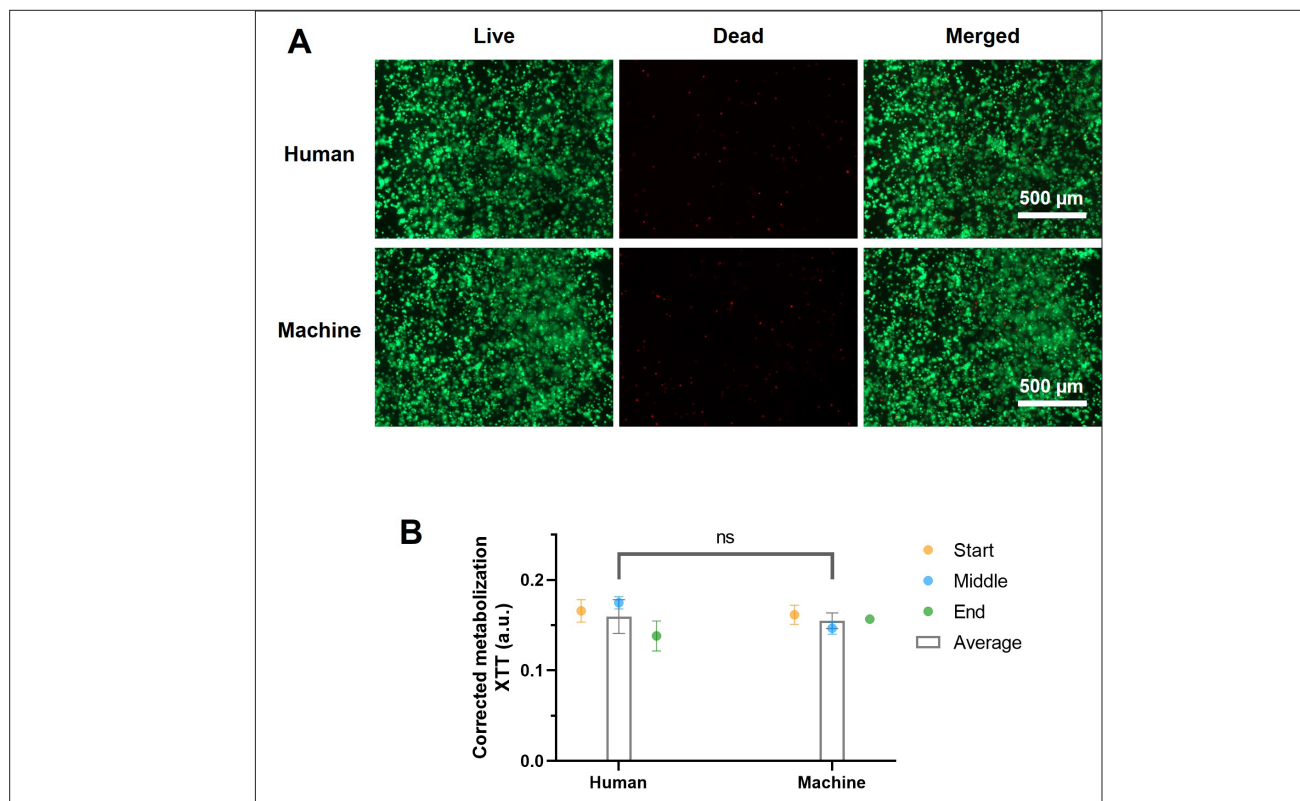 A
Live
Dead
Merged
Human
500 µm
Machine
500 µm
B
Corrected metabolization
XTT (a.u.)
0.2
0.1
0.0
ns
Human
Machine
Start
Middle
End
Average